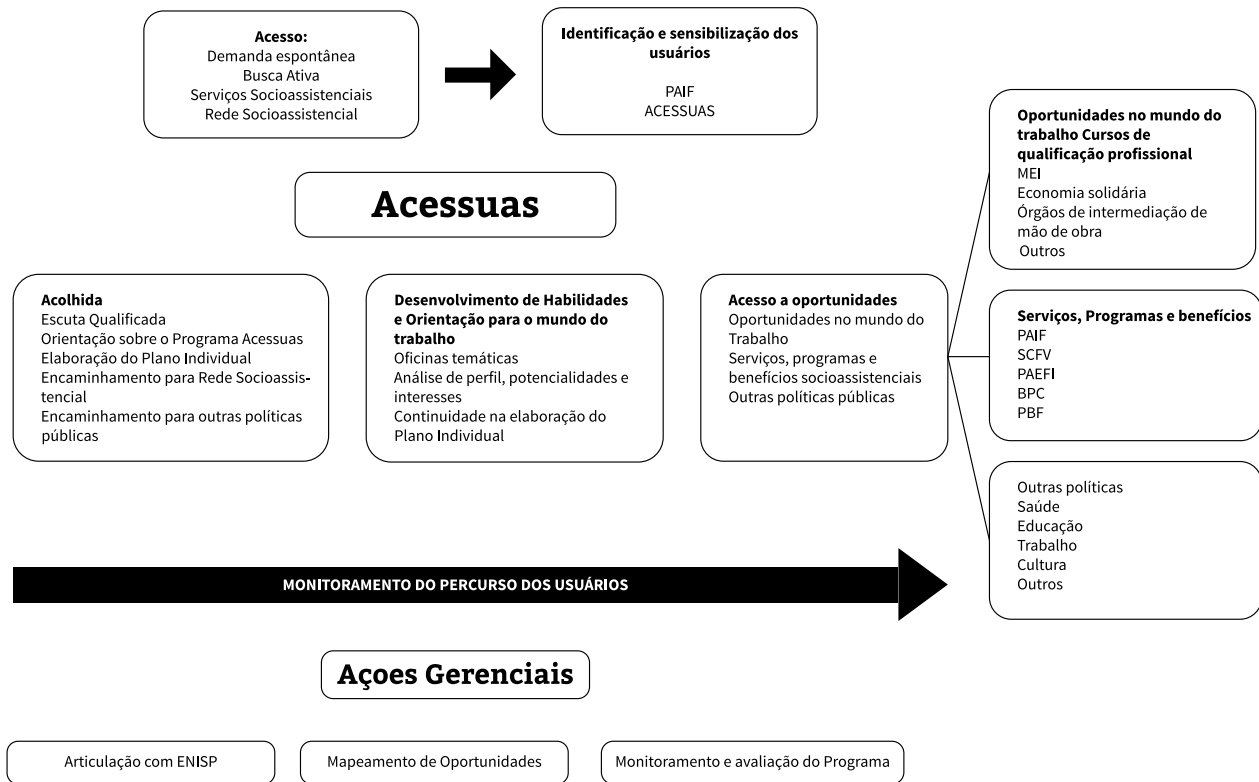 Acesso:
Demanda espontânea
Busca Ativa
Serviços Socioassistenciais
Rede Socioassistencial
Identificação e sensibilização dos
usuários
PAIF
ACESSUAS
Acessuas
Acolhida
Escuta Qualificada
Orientação sobre o Programa Acessuas
Elaboração do Plano Individual
Encaminhamento para Rede Socioassis-
tencial
Encaminhamento para outras políticas
públicas
Desenvolvimento de Habilidades
e Orientação para o mundo do
trabalho
Oficinas temáticas
Análise de perfil, potencialidades e
interesses
Continuidade na elaboração do
Plano Individual
Acesso a oportunidades
Oportunidades no mundo do
Trabalho
Serviços, programas e
benefícios socioassistenciais
Outras políticas públicas
Oportunidades no mundo do
trabalho Cursos de
qualificação profissional
MEI
Economia solidária
Órgãos de intermediação de
mão de obra
Outros
Serviços, Programas e benefícios
PAIF
SCFV
PAEFI
BPC
PBF
Outras políticas
Saúde
Educação
Trabalho
Cultura
Outros
MONITORAMENTO DO PERCURSO DOS USUÁRIOS
Açoes Gerenciais
Articulação com ENISP
Mapeamento de Oportunidades
Monitoramento e avaliação do Programa